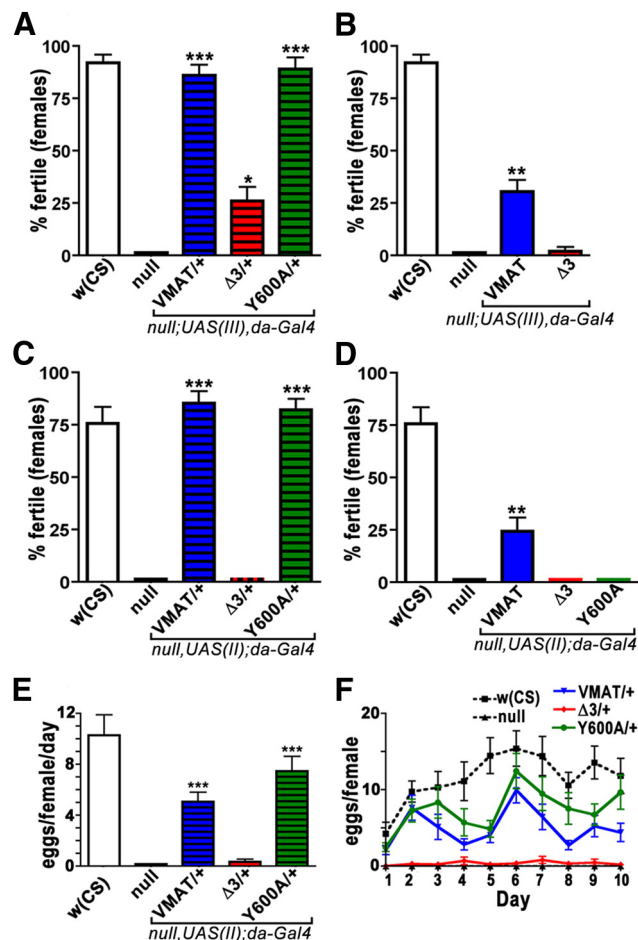 A
% fertile (females)
100
75
50
25
0
***
*
***
w(CS)
null
VMAT/+
Δ3/+
Y600A/+
null;UAS(III),da-Gal4
B
% fertile (females)
100
75
50
25
0
**
w(CS)
null
VMAT
Δ3
null;UAS(III),da-Gal4
C
% fertile (females)
100
75
50
25
0
***
***
w(CS)
null
VMAT/+
Δ3/+
Y600A/+
null,UAS(II);da-Gal4
D
% fertile (females)
100
75
50
25
0
**
w(CS)
null
VMAT
Δ3
Y600A
null,UAS(II);da-Gal4
E
eggs/female/day
12
8
4
0
***
***
w(CS)
null
VMAT/+
Δ3/+
Y600A/+
null,UAS(II);da-Gal4
F
w(CS)
null
VMAT/+
Δ3/+
Y600A/+
eggs/female
20
10
0
1 2 3 4 5 6 7 8 9 10
Day